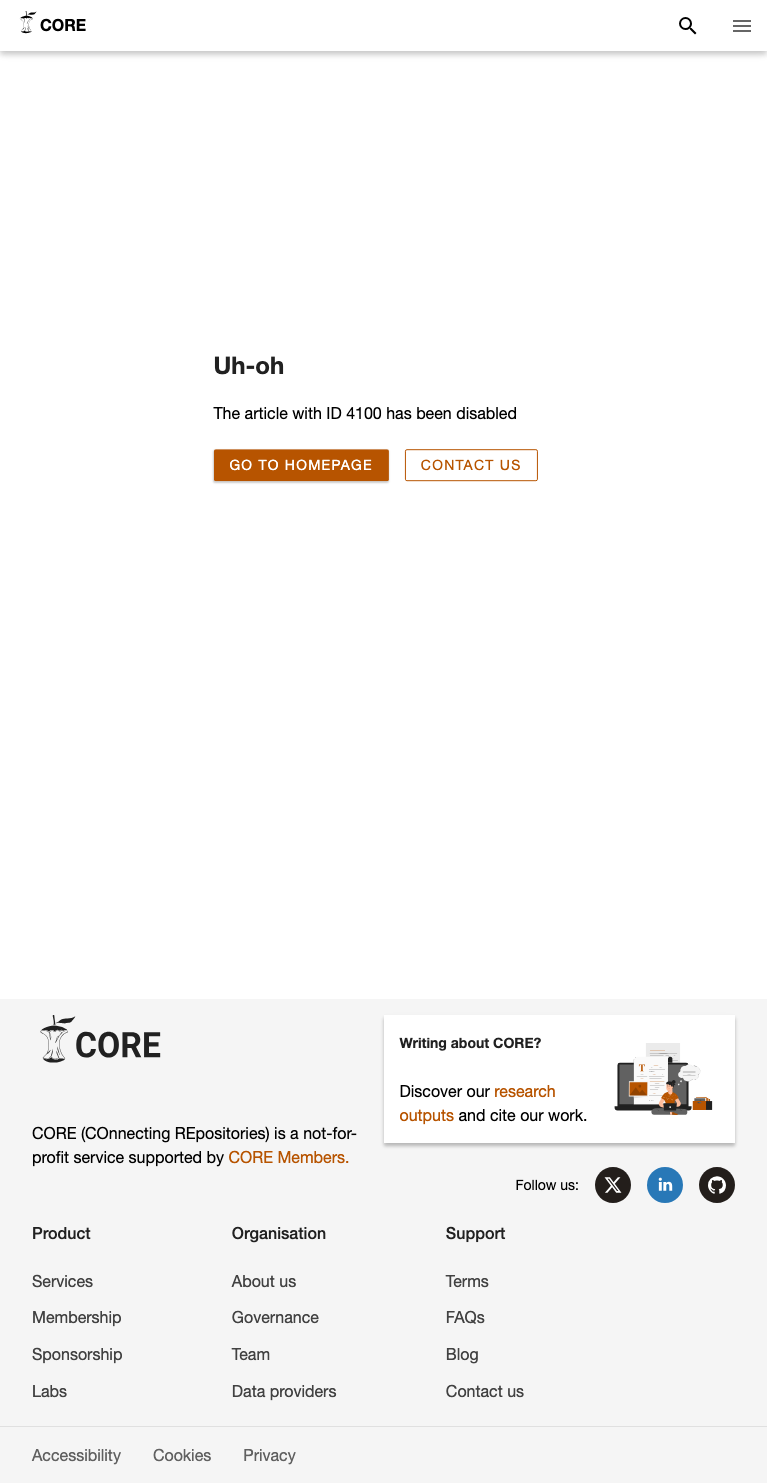 CORE
Uh-oh
The article with ID 4100 has been disabled
GO TO HOMEPAGE
CONTACT US
CORE
CORE (COnnecting REpositories) is a not-for-
profit service supported by CORE Members.
Writing about CORE?
Discover our research
outputs and cite our work.
T
Follow us:
in
Product
Services
Membership
Sponsorship
Labs
Organisation
About us
Governance
Team
Data providers
Support
Terms
FAQs
Blog
Contact us
Accessibility
Cookies
Privacy